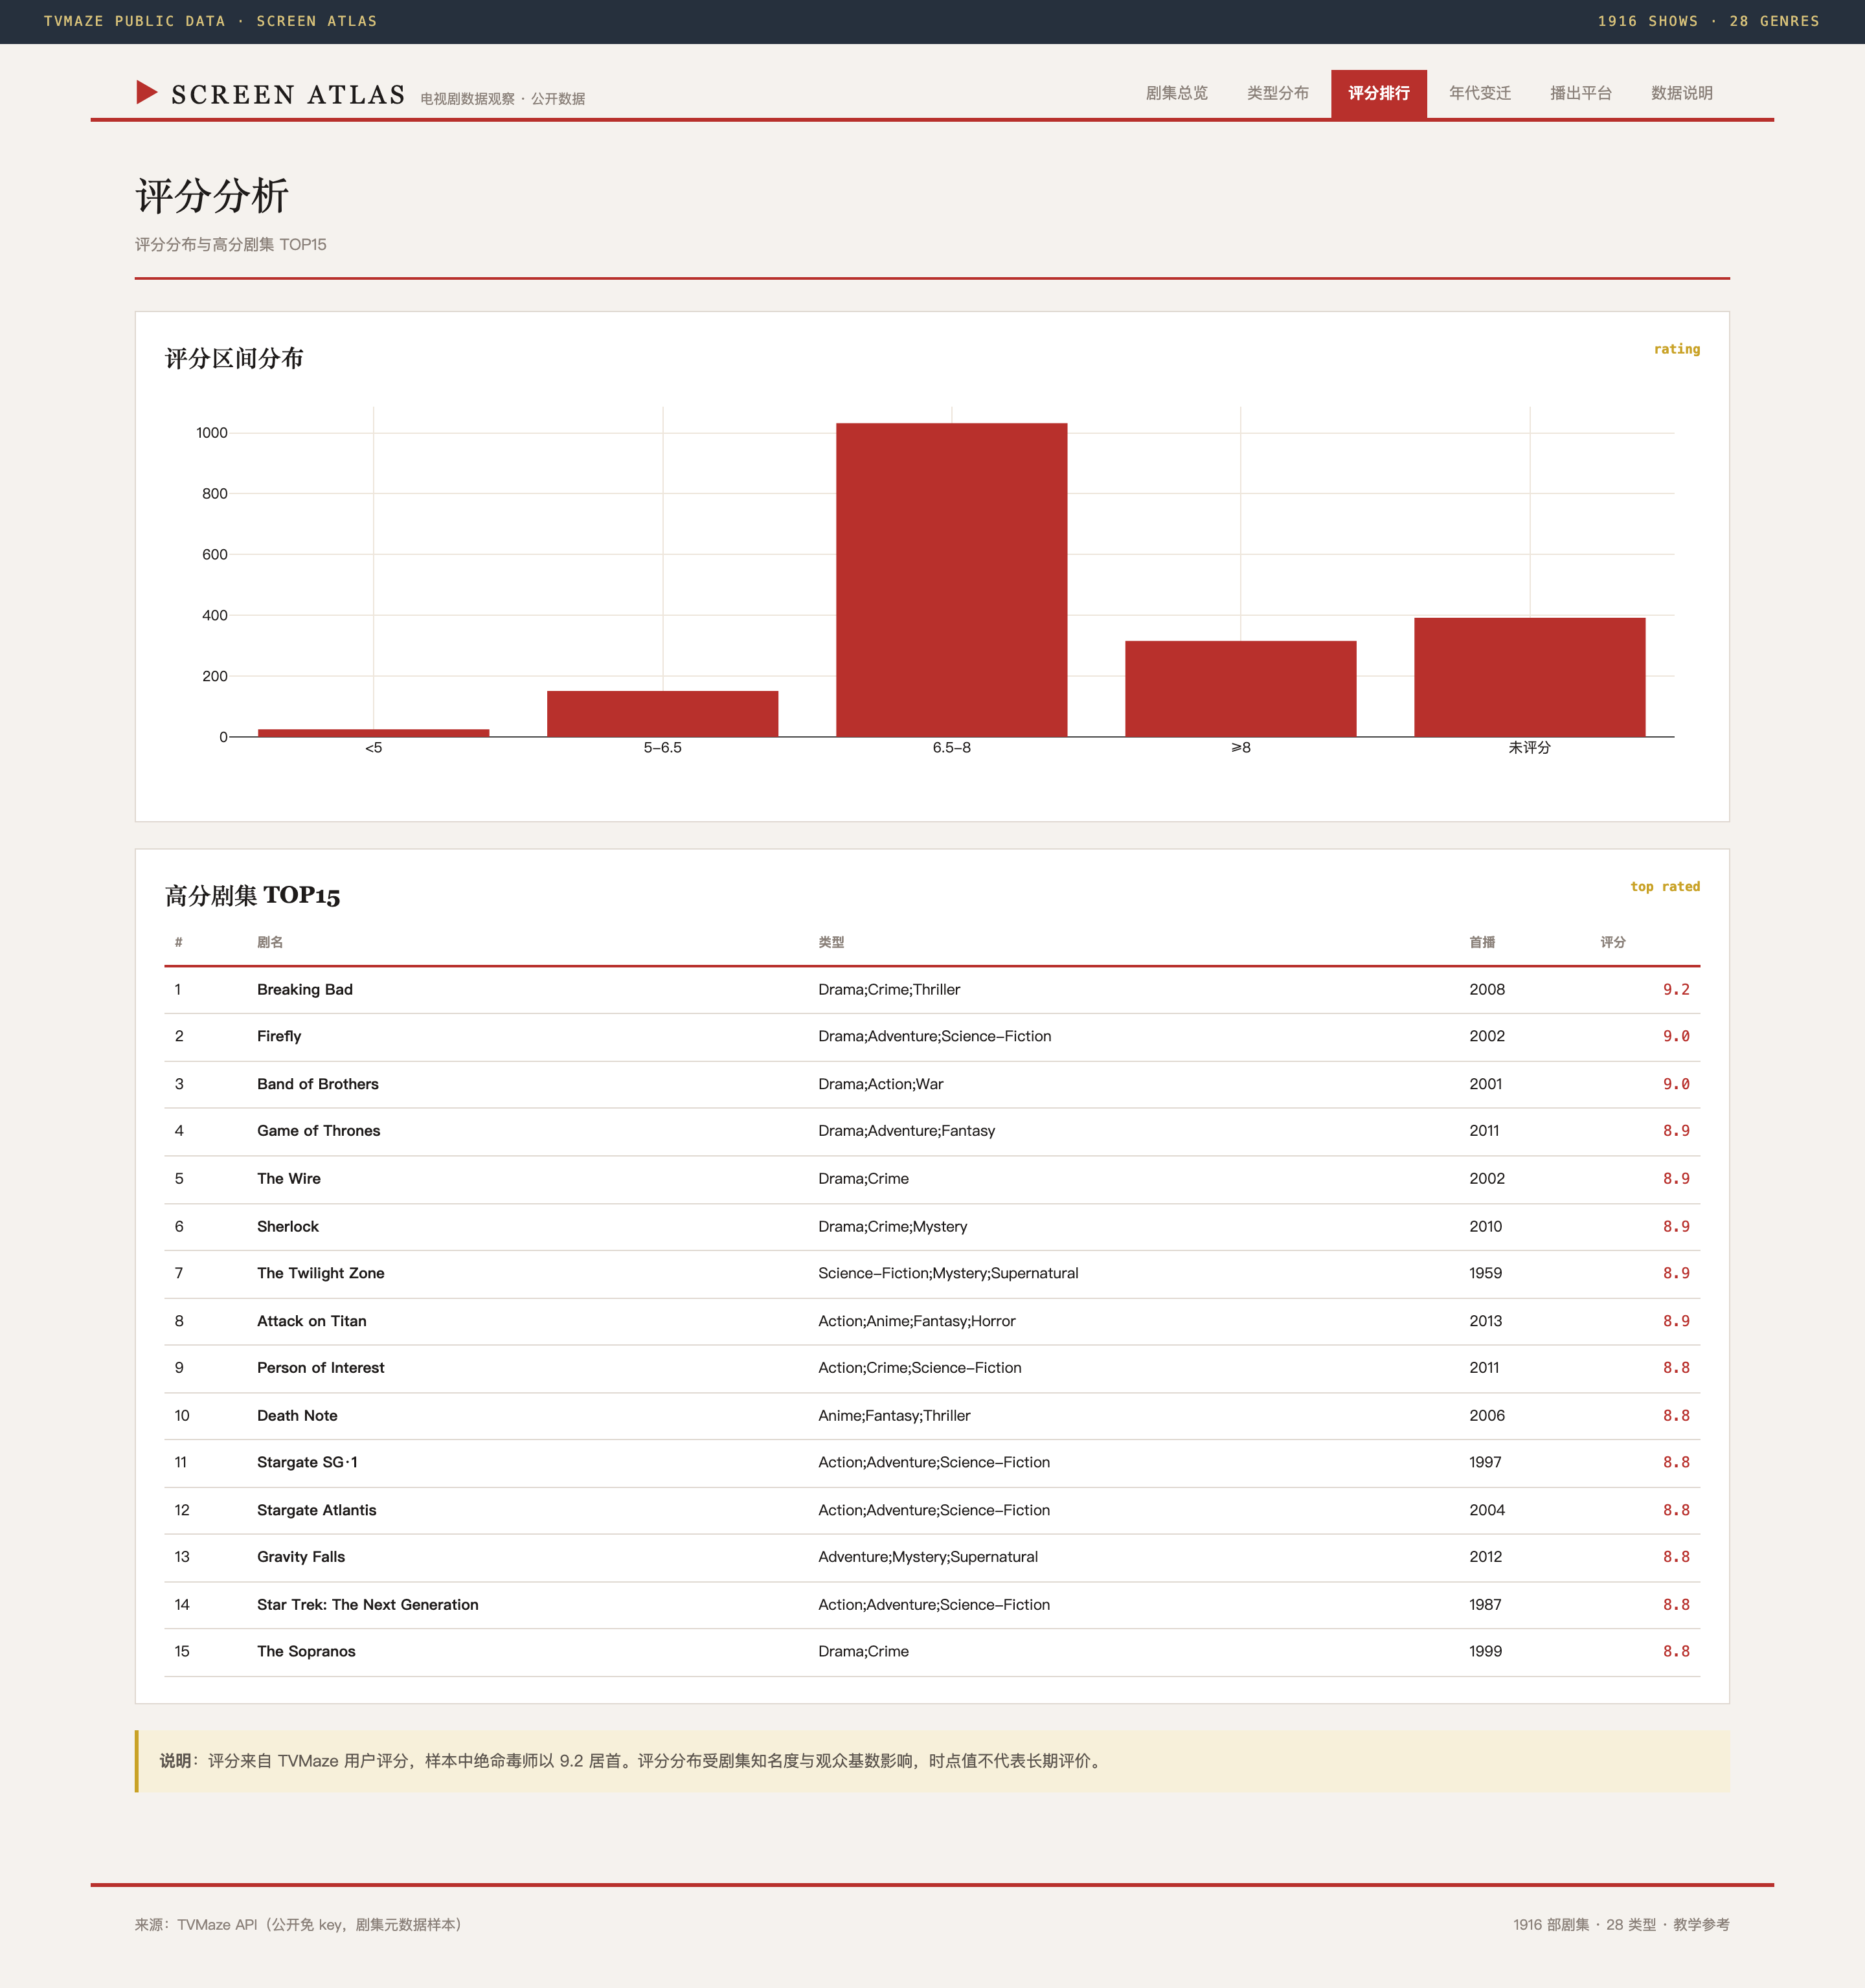 TVMAZE PUBLIC DATA · SCREEN ATLAS
1916 SHOWS · 28 GENRES
SCREEN ATLAS 电视剧数据观察 · 公开数据
剧集总览 类型分布 评分排行 年代变迁 播出平台 数据说明
评分分析
评分分布与高分剧集 TOP15
评分区间分布
rating
1000
800
600
400
200
0
<5 5–6.5 6.5–8 ≥8 未评分
高分剧集 TOP15
top rated
# 剧名 类型 首播 评分
1 Breaking Bad Drama;Crime;Thriller 2008 9.2
2 Firefly Drama;Adventure;Science–Fiction 2002 9.0
3 Band of Brothers Drama;Action;War 2001 9.0
4 Game of Thrones Drama;Adventure;Fantasy 2011 8.9
5 The Wire Drama;Crime 2002 8.9
6 Sherlock Drama;Crime;Mystery 2010 8.9
7 The Twilight Zone Science–Fiction;Mystery;Supernatural 1959 8.9
8 Attack on Titan Action;Anime;Fantasy;Horror 2013 8.9
9 Person of Interest Action;Crime;Science–Fiction 2011 8.8
10 Death Note Anime;Fantasy;Thriller 2006 8.8
11 Stargate SG·1 Action;Adventure;Science–Fiction 1997 8.8
12 Stargate Atlantis Action;Adventure;Science–Fiction 2004 8.8
13 Gravity Falls Adventure;Mystery;Supernatural 2012 8.8
14 Star Trek: The Next Generation Action;Adventure;Science–Fiction 1987 8.8
15 The Sopranos Drama;Crime 1999 8.8
说明：评分来自 TVMaze 用户评分，样本中绝命毒师以 9.2 居首。评分分布受剧集知名度与观众基数影响，时点值不代表长期评价。
来源：TVMaze API（公开免 key，剧集元数据样本）
1916 部剧集 · 28 类型 · 教学参考